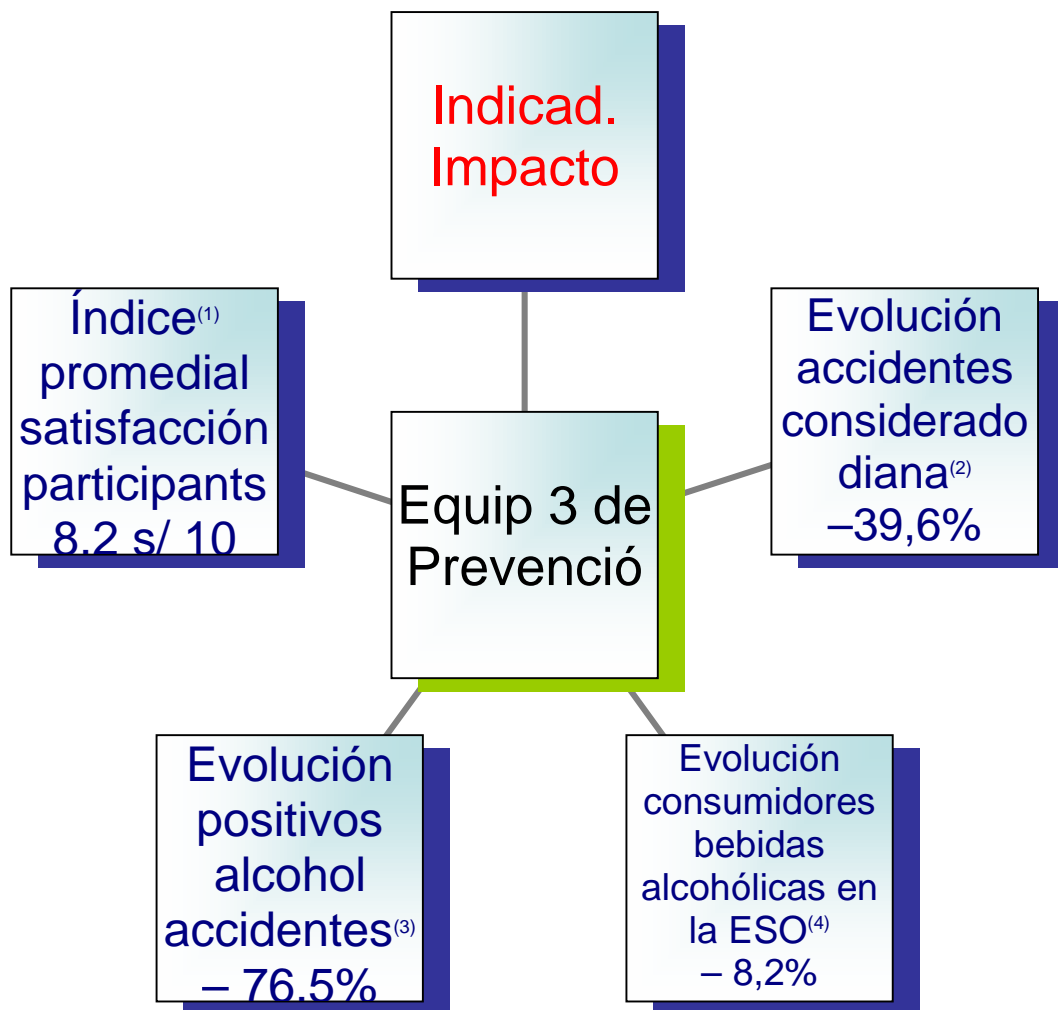 Indicad.
Impacto
Índice(1)
promedial
satisfacción
participants
8,2 s/ 10
Evolución
accidentes
considerado
diana(2)
–39,6%
Equip 3 de
Prevenció
Evolución
positivos
alcohol
accidentes(3)
– 76,5%
Evolución
consumidores
bebidas
alcohólicas en
la ESO(4)
– 8,2%